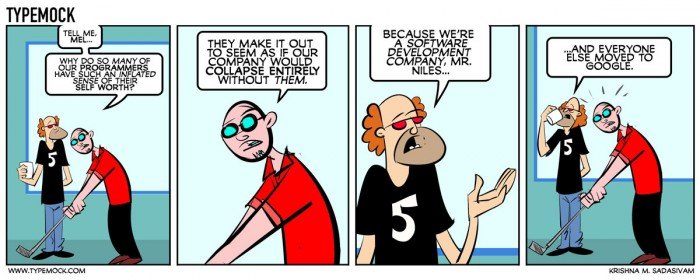 TYPEMOCK
TELL ME,
MEL...
WHY DO SO MANY OF
OUR PROGRAMMERS
HAVE SUCH AN INFLATED
SENSE OF THEIR
SELF WORTH?
5
THEY MAKE IT OUT
TO SEEM AS IF OUR
COMPANY WOULD
COLLAPSE ENTIRELY
WITHOUT THEM.
BECAUSE WE'RE
A SOFTWARE
DEVELOPMENT
COMPANY, MR.
NILES...
5
...AND EVERYONE
ELSE MOVED TO
GOOGLE.
5
WWW.TYPEMOCK.COM
KRISHNA M. SADASIVAM